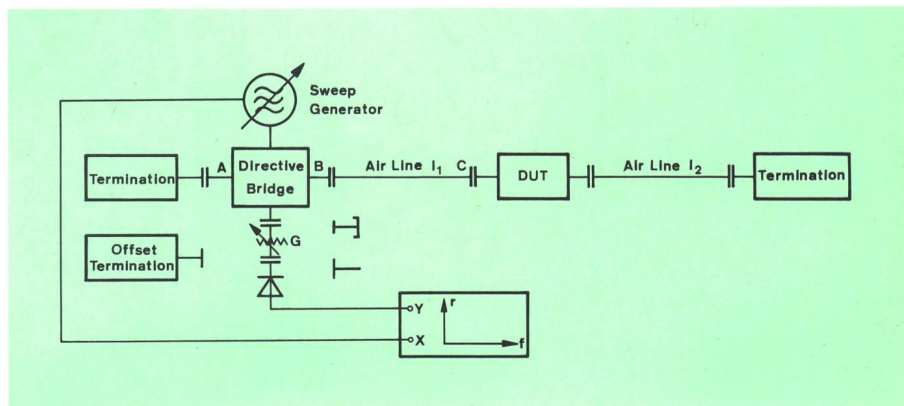 Sweep
Generator
Termination
A
Directive
Bridge
B
Air Line l₁
C
DUT
Air Line l₂
Termination
Offset
Termination
G
Y
X
r
f